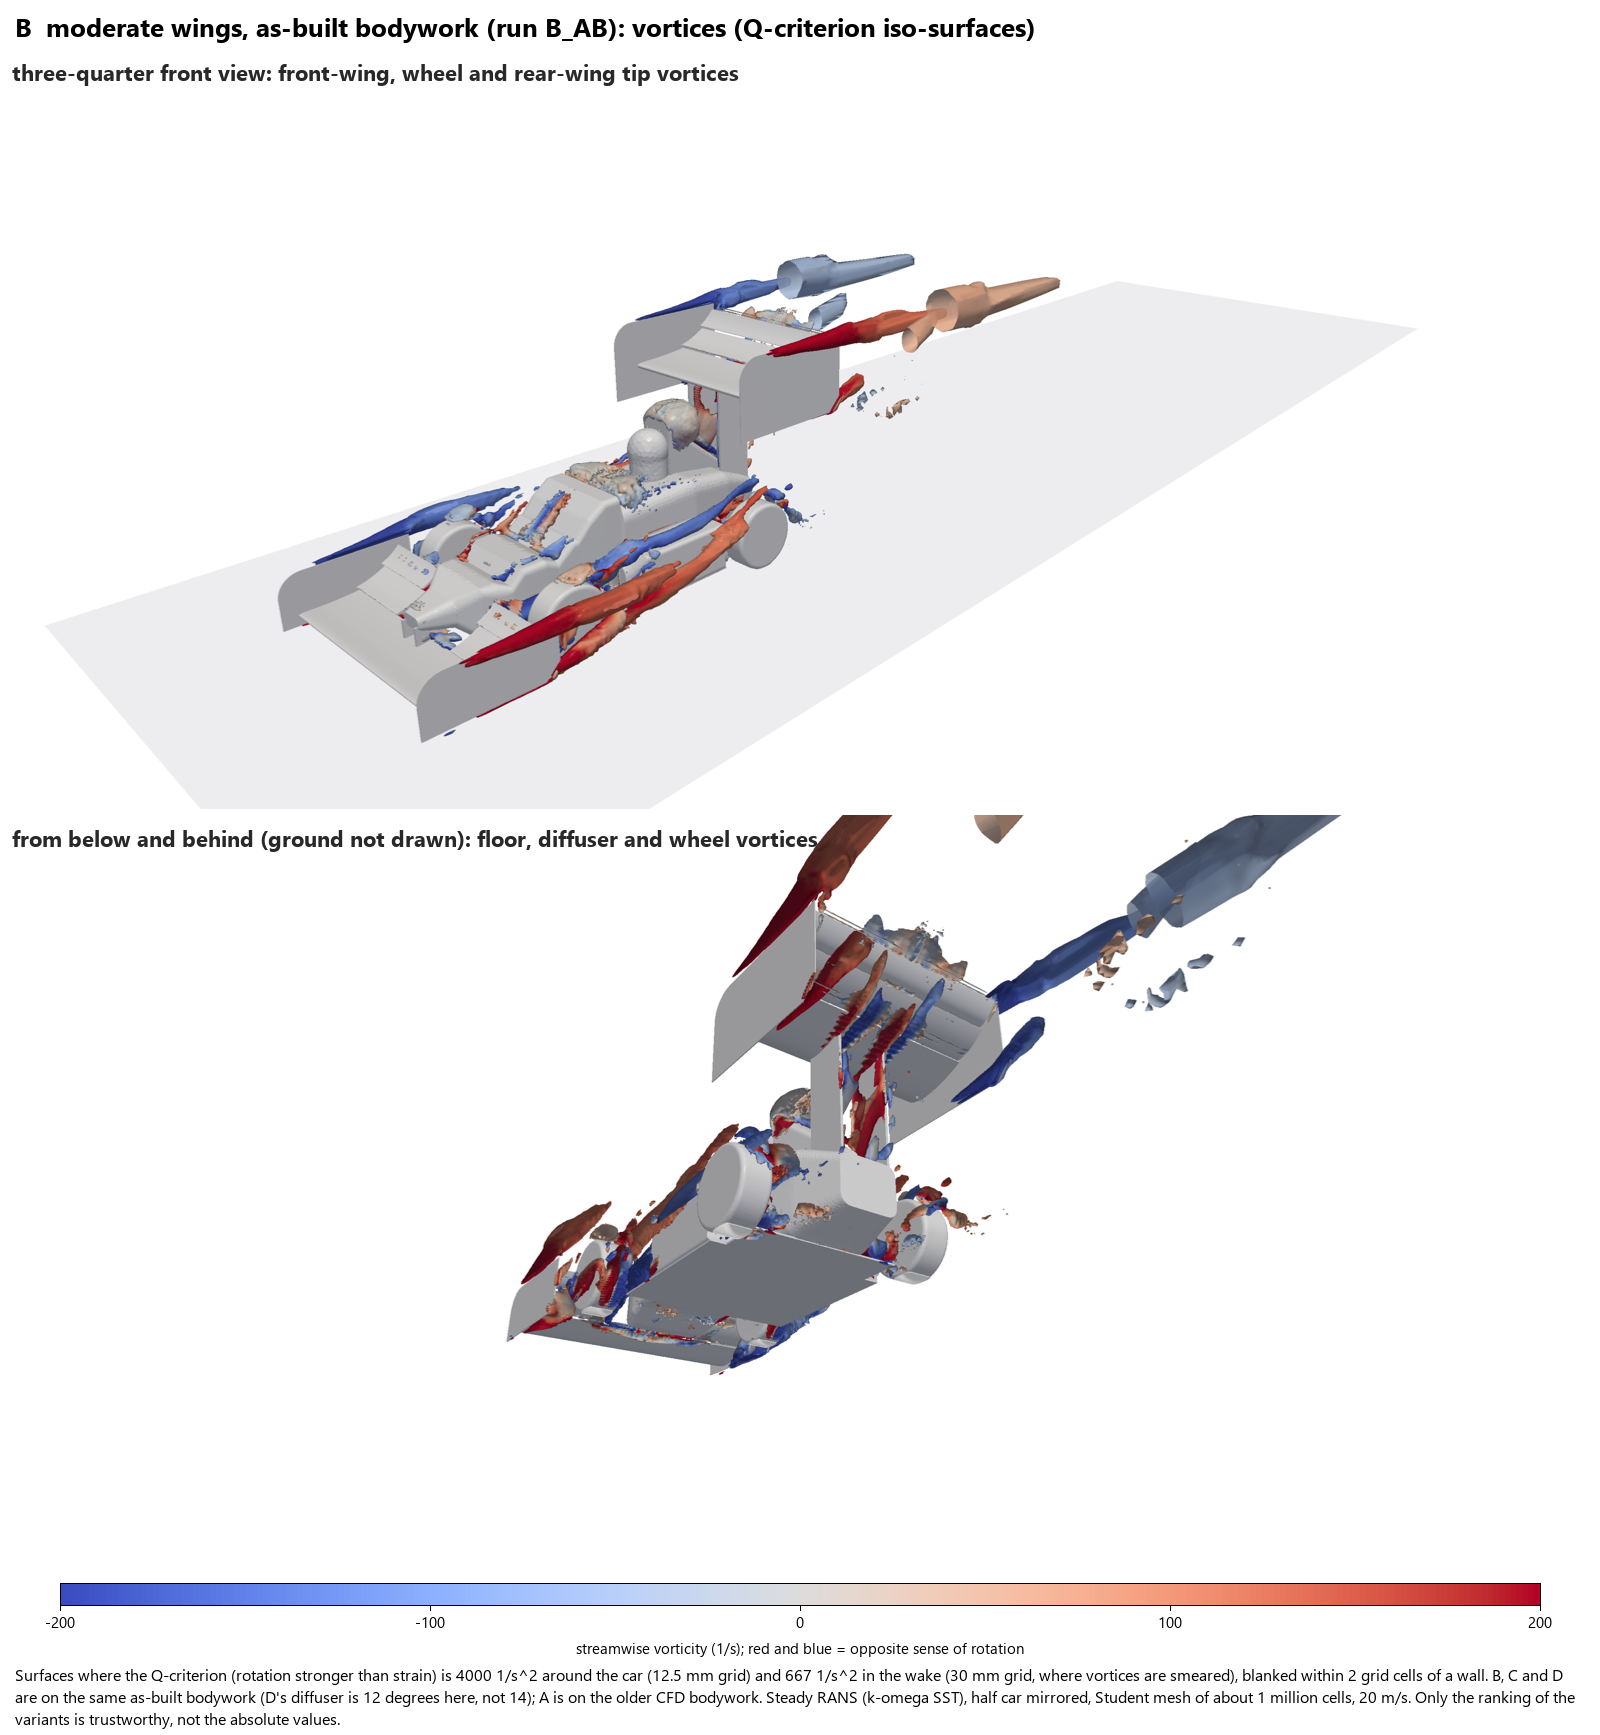 B moderate wings, as-built bodywork (run B_AB): vortices (Q-criterion iso-surfaces)
three-quarter front view: front-wing, wheel and rear-wing tip vortices
from below and behind (ground not drawn): floor, diffuser and wheel vortices
-200 -100 0 100 200
streamwise vorticity (1/s); red and blue = opposite sense of rotation
Surfaces where the Q-criterion (rotation stronger than strain) is 4000 1/s^2 around the car (12.5 mm grid) and 667 1/s^2 in the wake (30 mm grid, where vortices are smeared), blanked within 2 grid cells of a wall. B, C and D
are on the same as-built bodywork (D's diffuser is 12 degrees here, not 14); A is on the older CFD bodywork. Steady RANS (k-omega SST), half car mirrored, Student mesh of about 1 million cells, 20 m/s. Only the ranking of the
variants is trustworthy, not the absolute values.